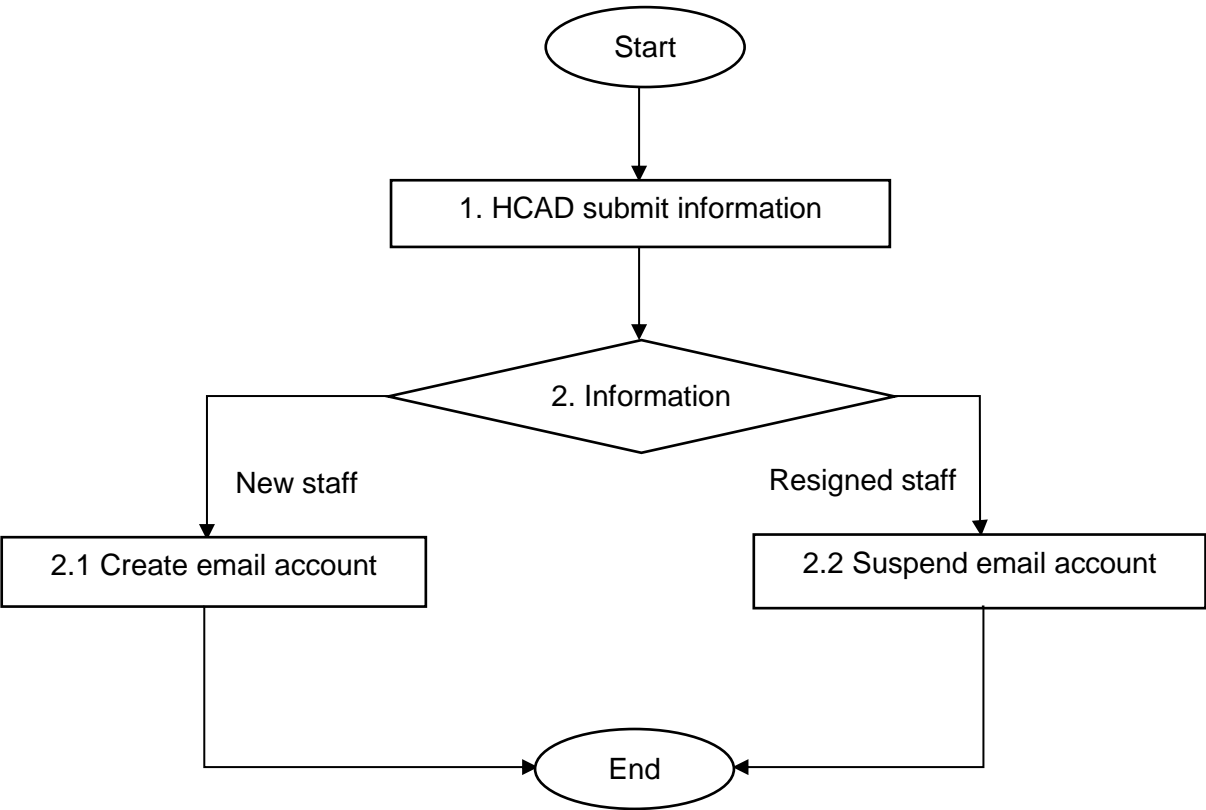 Start
1. HCAD submit information
2. Information
New staff
Resigned staff
2.1 Create email account
2.2 Suspend email account
End